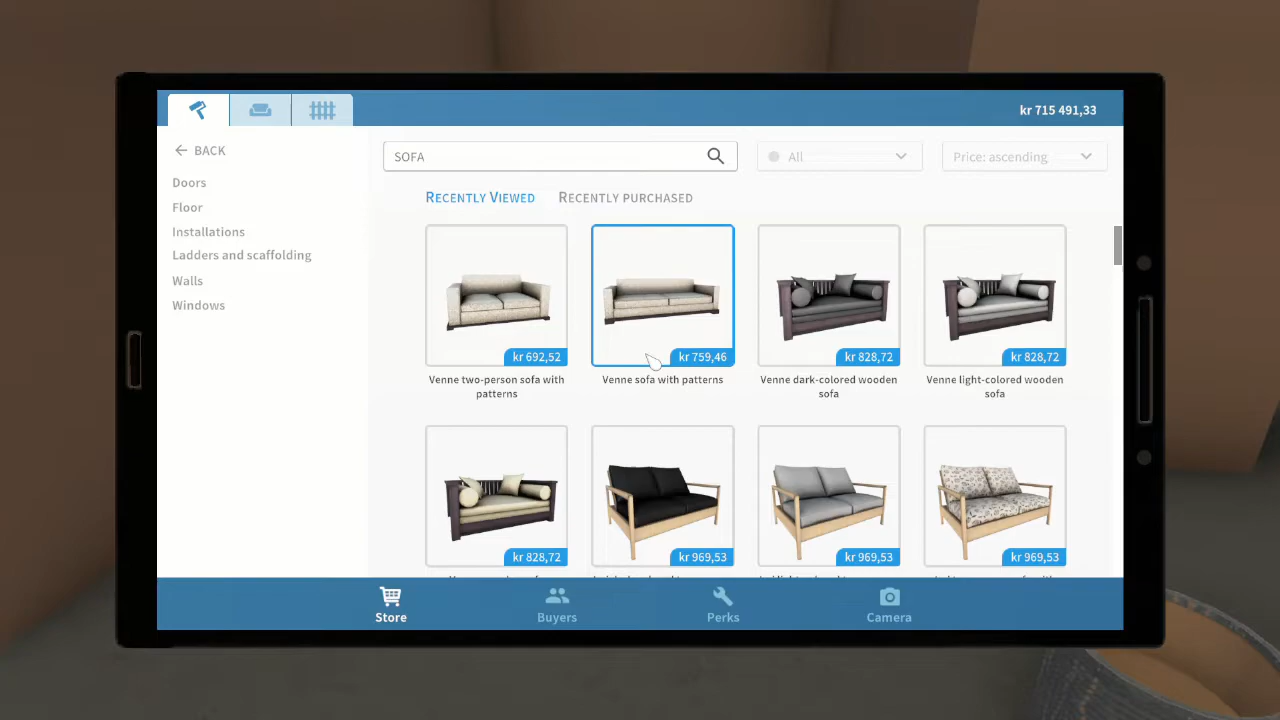 kr 715 491,33
BACK
SOFA
All
Price: ascending
Doors
Floor
Installations
Ladders and scaffolding
Walls
Windows
RECENTLY VIEWED
RECENTLY PURCHASED
kr 692,52
kr 759,46
kr 828,72
kr 828,72
Venne two-person sofa with
patterns
Venne sofa with patterns
Venne dark-colored wooden
sofa
Venne light-colored wooden
sofa
kr 828,72
kr 969,53
kr 969,53
kr 969,53
Store
Buyers
Perks
Camera